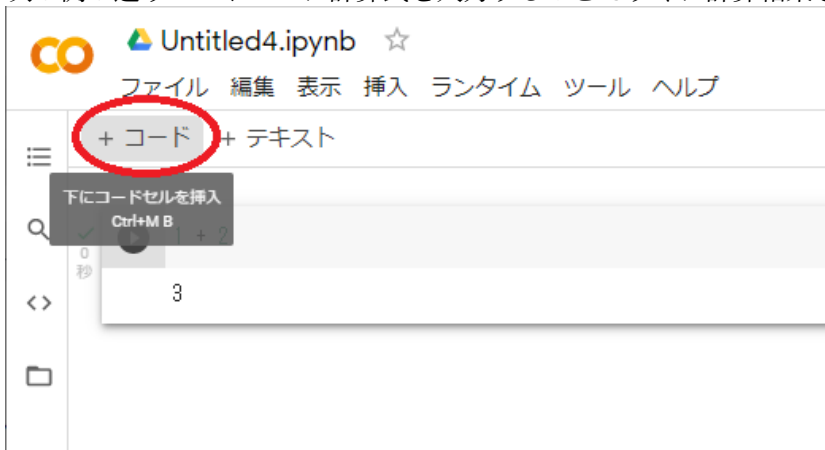 Untitled4.ipynb
ファイル 編集 表示 挿入 ランタイム ツール ヘルプ
+ コード + テキスト
下にコードセルを挿入
Ctrl+M B
1 + 2
0
秒
3